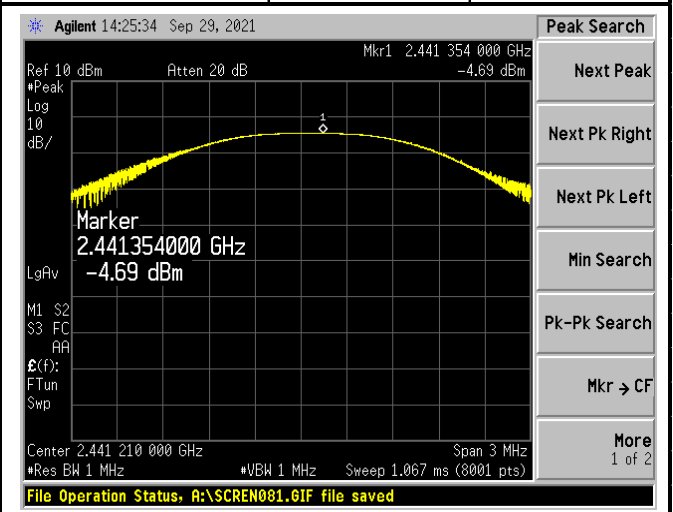 Agilent 14:25:34 Sep 29, 2021
Peak Search
Mkr1 2.441 354 000 GHz
Ref 10 dBm Atten 20 dB -4.69 dBm
#Peak
Log
10
dB/
1
Marker
2.441354000 GHz
-4.69 dBm
LgAv
M1 S2
S3 FC
AA
£(f):
FTun
Swp
Center 2.441 210 000 GHz Span 3 MHz
#Res BW 1 MHz #VBW 1 MHz Sweep 1.067 ms (8001 pts)
File Operation Status, A:\SCREN081.GIF file saved
Next Peak
Next Pk Right
Next Pk Left
Min Search
Pk-Pk Search
Mkr → CF
More
1 of 2